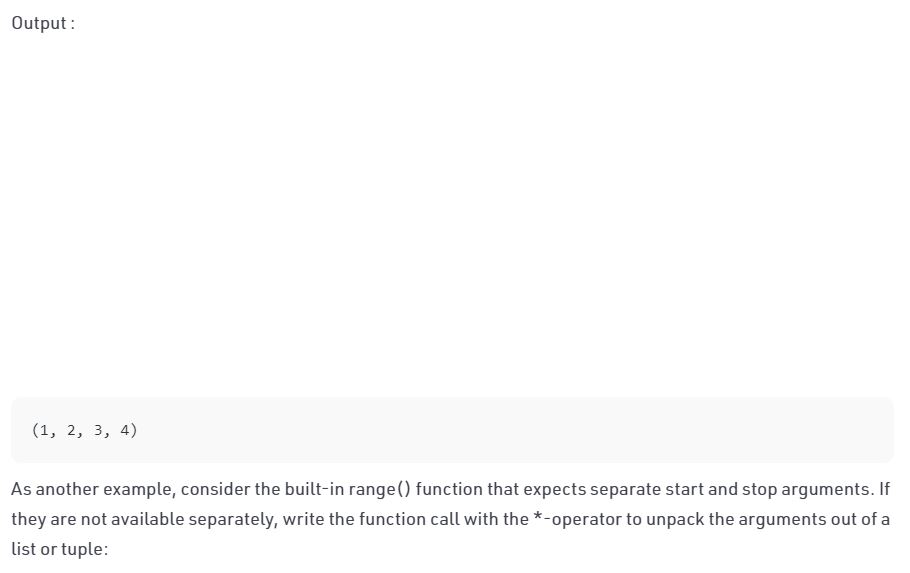 Output :
(1, 2, 3, 4)
As another example, consider the built-in range() function that expects separate start and stop arguments. If
they are not available separately, write the function call with the *-operator to unpack the arguments out of a
list or tuple: